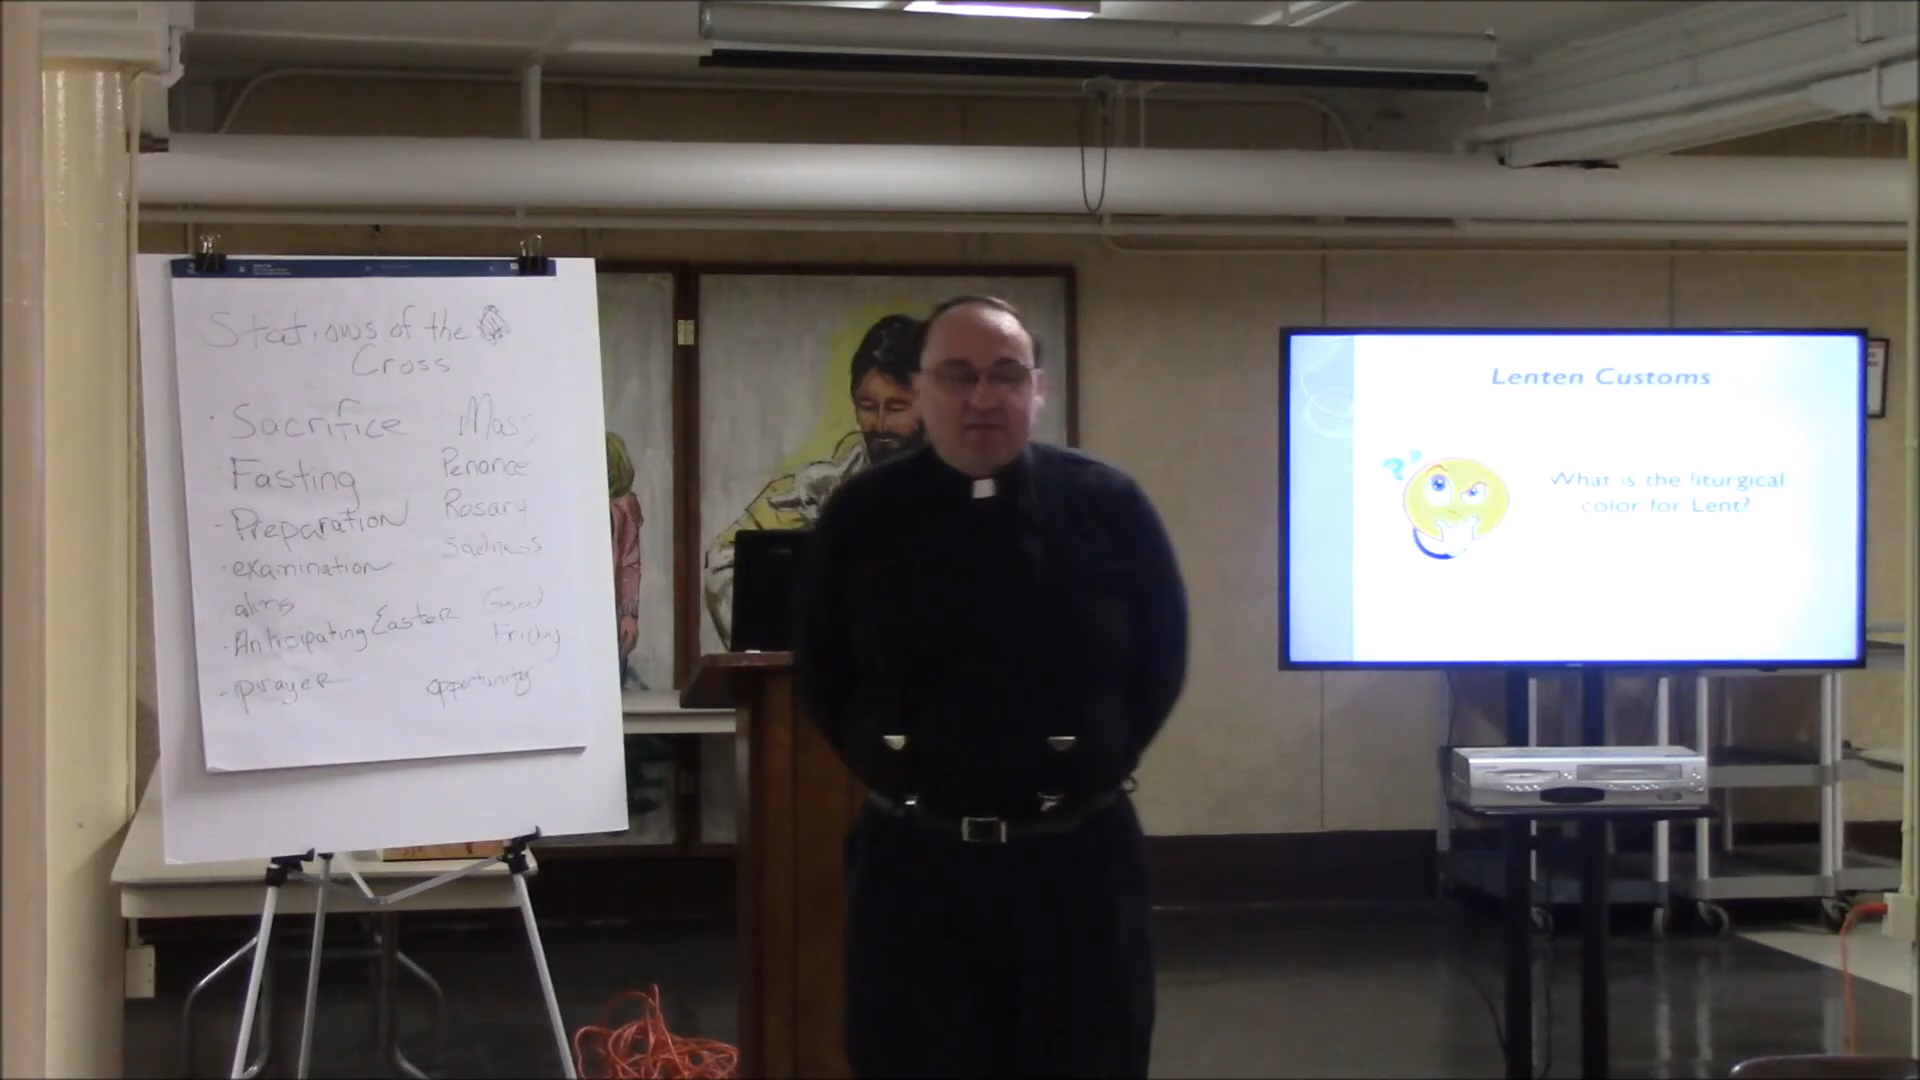 Stations of the
Cross
· Sacrifice
· Fasting
· Preparation
· examination
alms
· Anticipating Easter
· prayer
Mass
Penance
Rosary
Sadness
Good
Friday
opportunity
Lenten Customs
??
What is the liturgical
color for Lent?